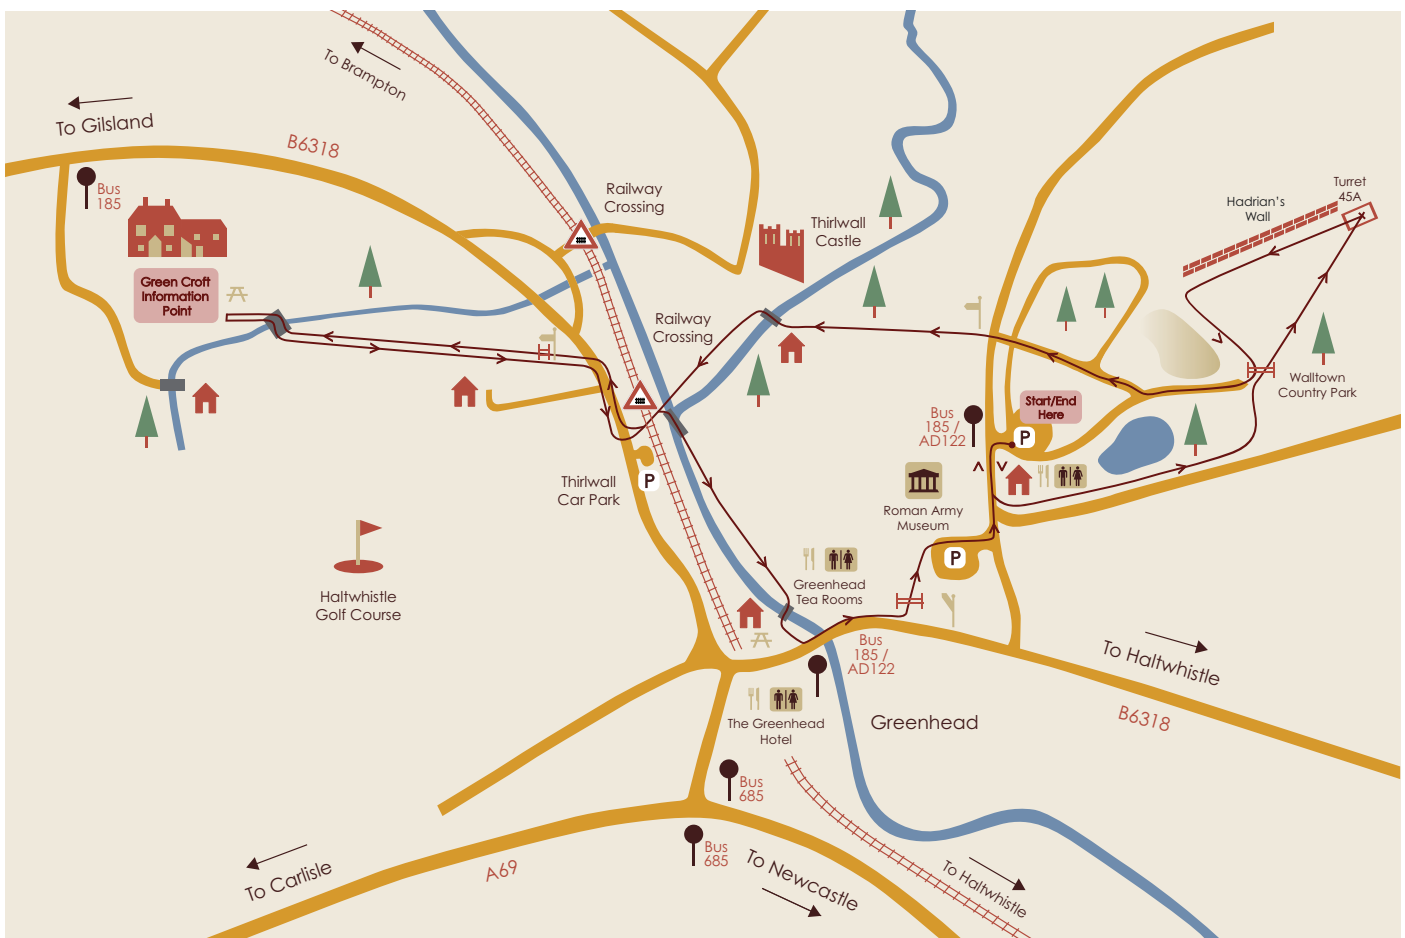 To Brampton
To Gilsland
B6318
Bus
185
Railway
Crossing
Thirlwall
Castle
Turret
45A
Hadrian's
Wall
Green Croft
Information
Point
Railway
Crossing
Walltown
Country Park
Start/End
Here
Bus
185 /
AD122
P
Thirlwall
Car Park
P
Roman Army
Museum
P
Haltwhistle
Golf Course
Greenhead
Tea Rooms
Bus
185 /
AD122
To Haltwhistle
B6318
The Greenhead
Hotel
Greenhead
Bus
685
Bus
685
To Carlisle
A69
To Newcastle
To Haltwhistle